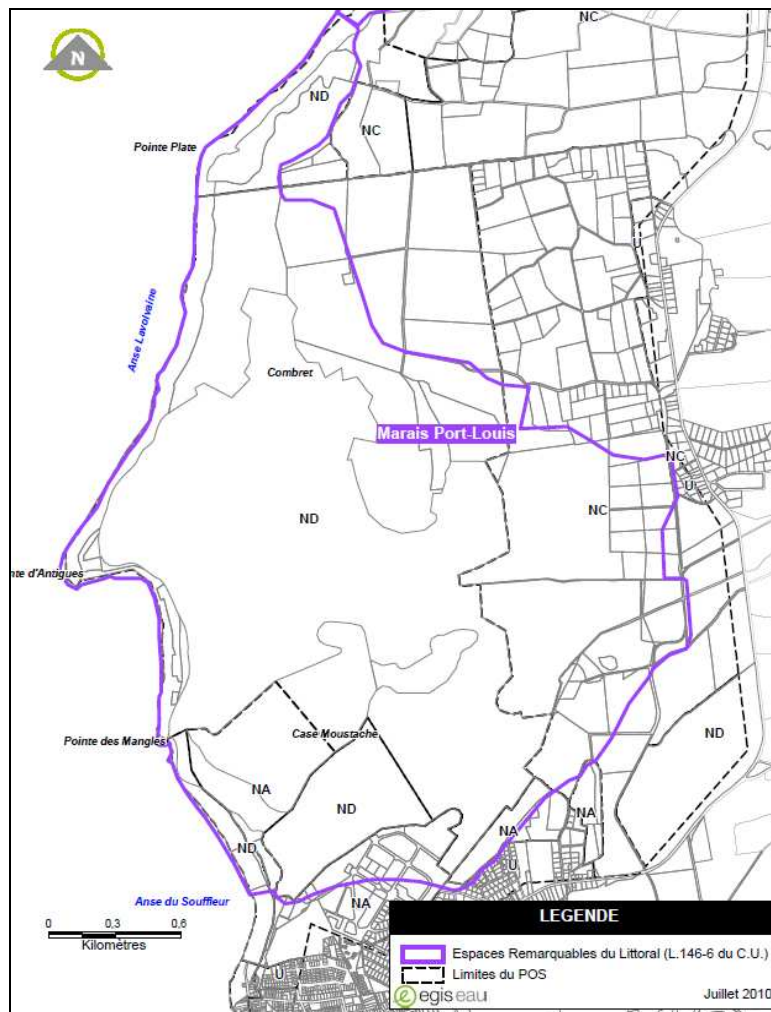 N
NC
ND
NC
Pointe Plate
U
Anse Lavolvaine
Combret
Marais Port-Louis
NC
U
ND
NC
nte d'Antigues
Case Moustache
Pointe des Mangles
ND
NA
ND
NA
NA
U
ND
Anse du Souffleur
NA
0 0,3 0,6
Kilomètres
U
LEGENDE
Espaces Remarquables du Littoral (L.146-6 du C.U.)
Limites du POS
egis eau
Juillet 2010